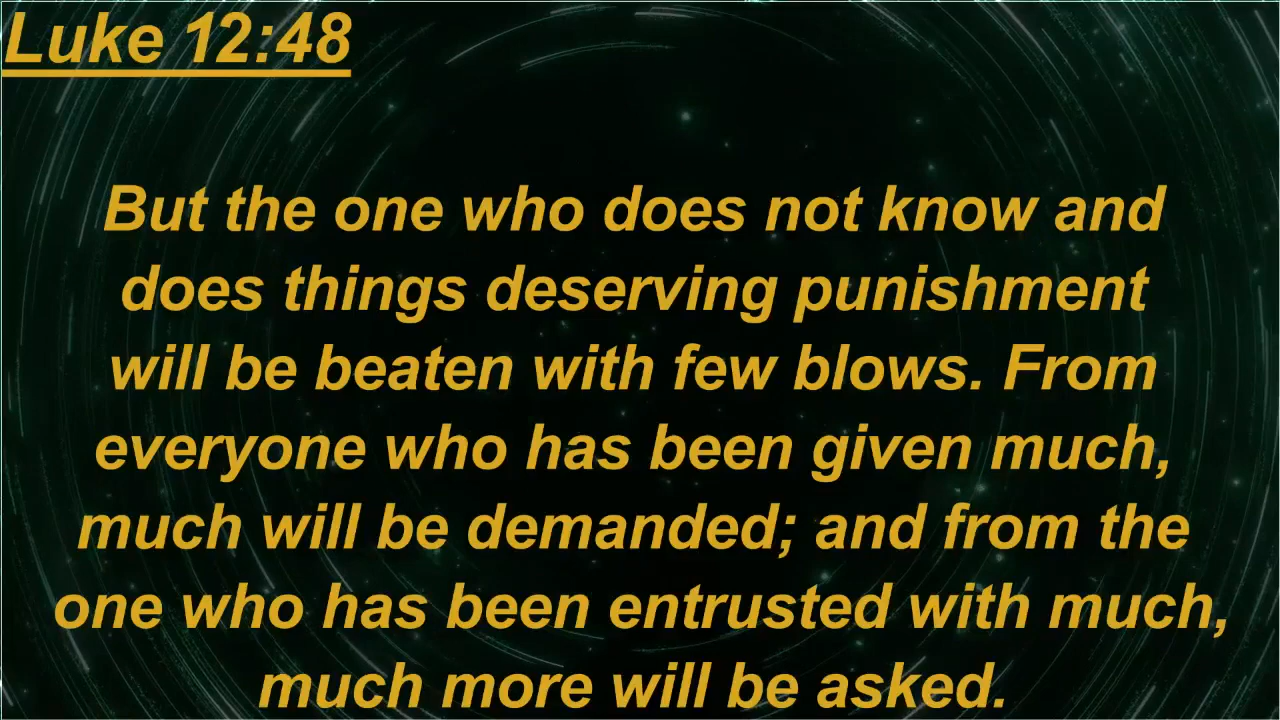 Luke 12:48
But the one who does not know and
does things deserving punishment
will be beaten with few blows. From
everyone who has been given much,
much will be demanded; and from the
one who has been entrusted with much,
much more will be asked.